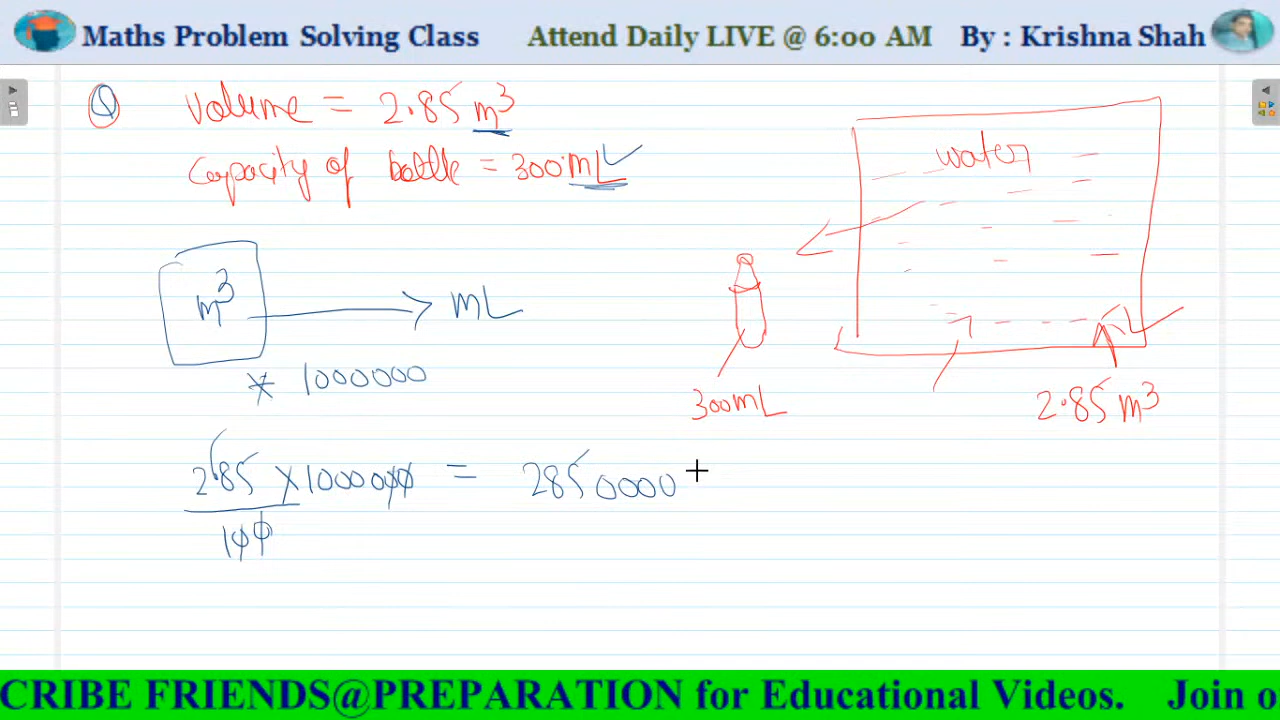 Maths Problem Solving Class Attend Daily LIVE @ 6:00 AM By : Krishna Shah
Q volume = 2.85 m³
Capacity of bottle = 300 mL
water
m³ → mL
* 1000000
300mL
2.85 m³
2.85 × 1000000 = 2850000
100
CRIBE FRIENDS@PREPARATION for Educational Videos. Join o